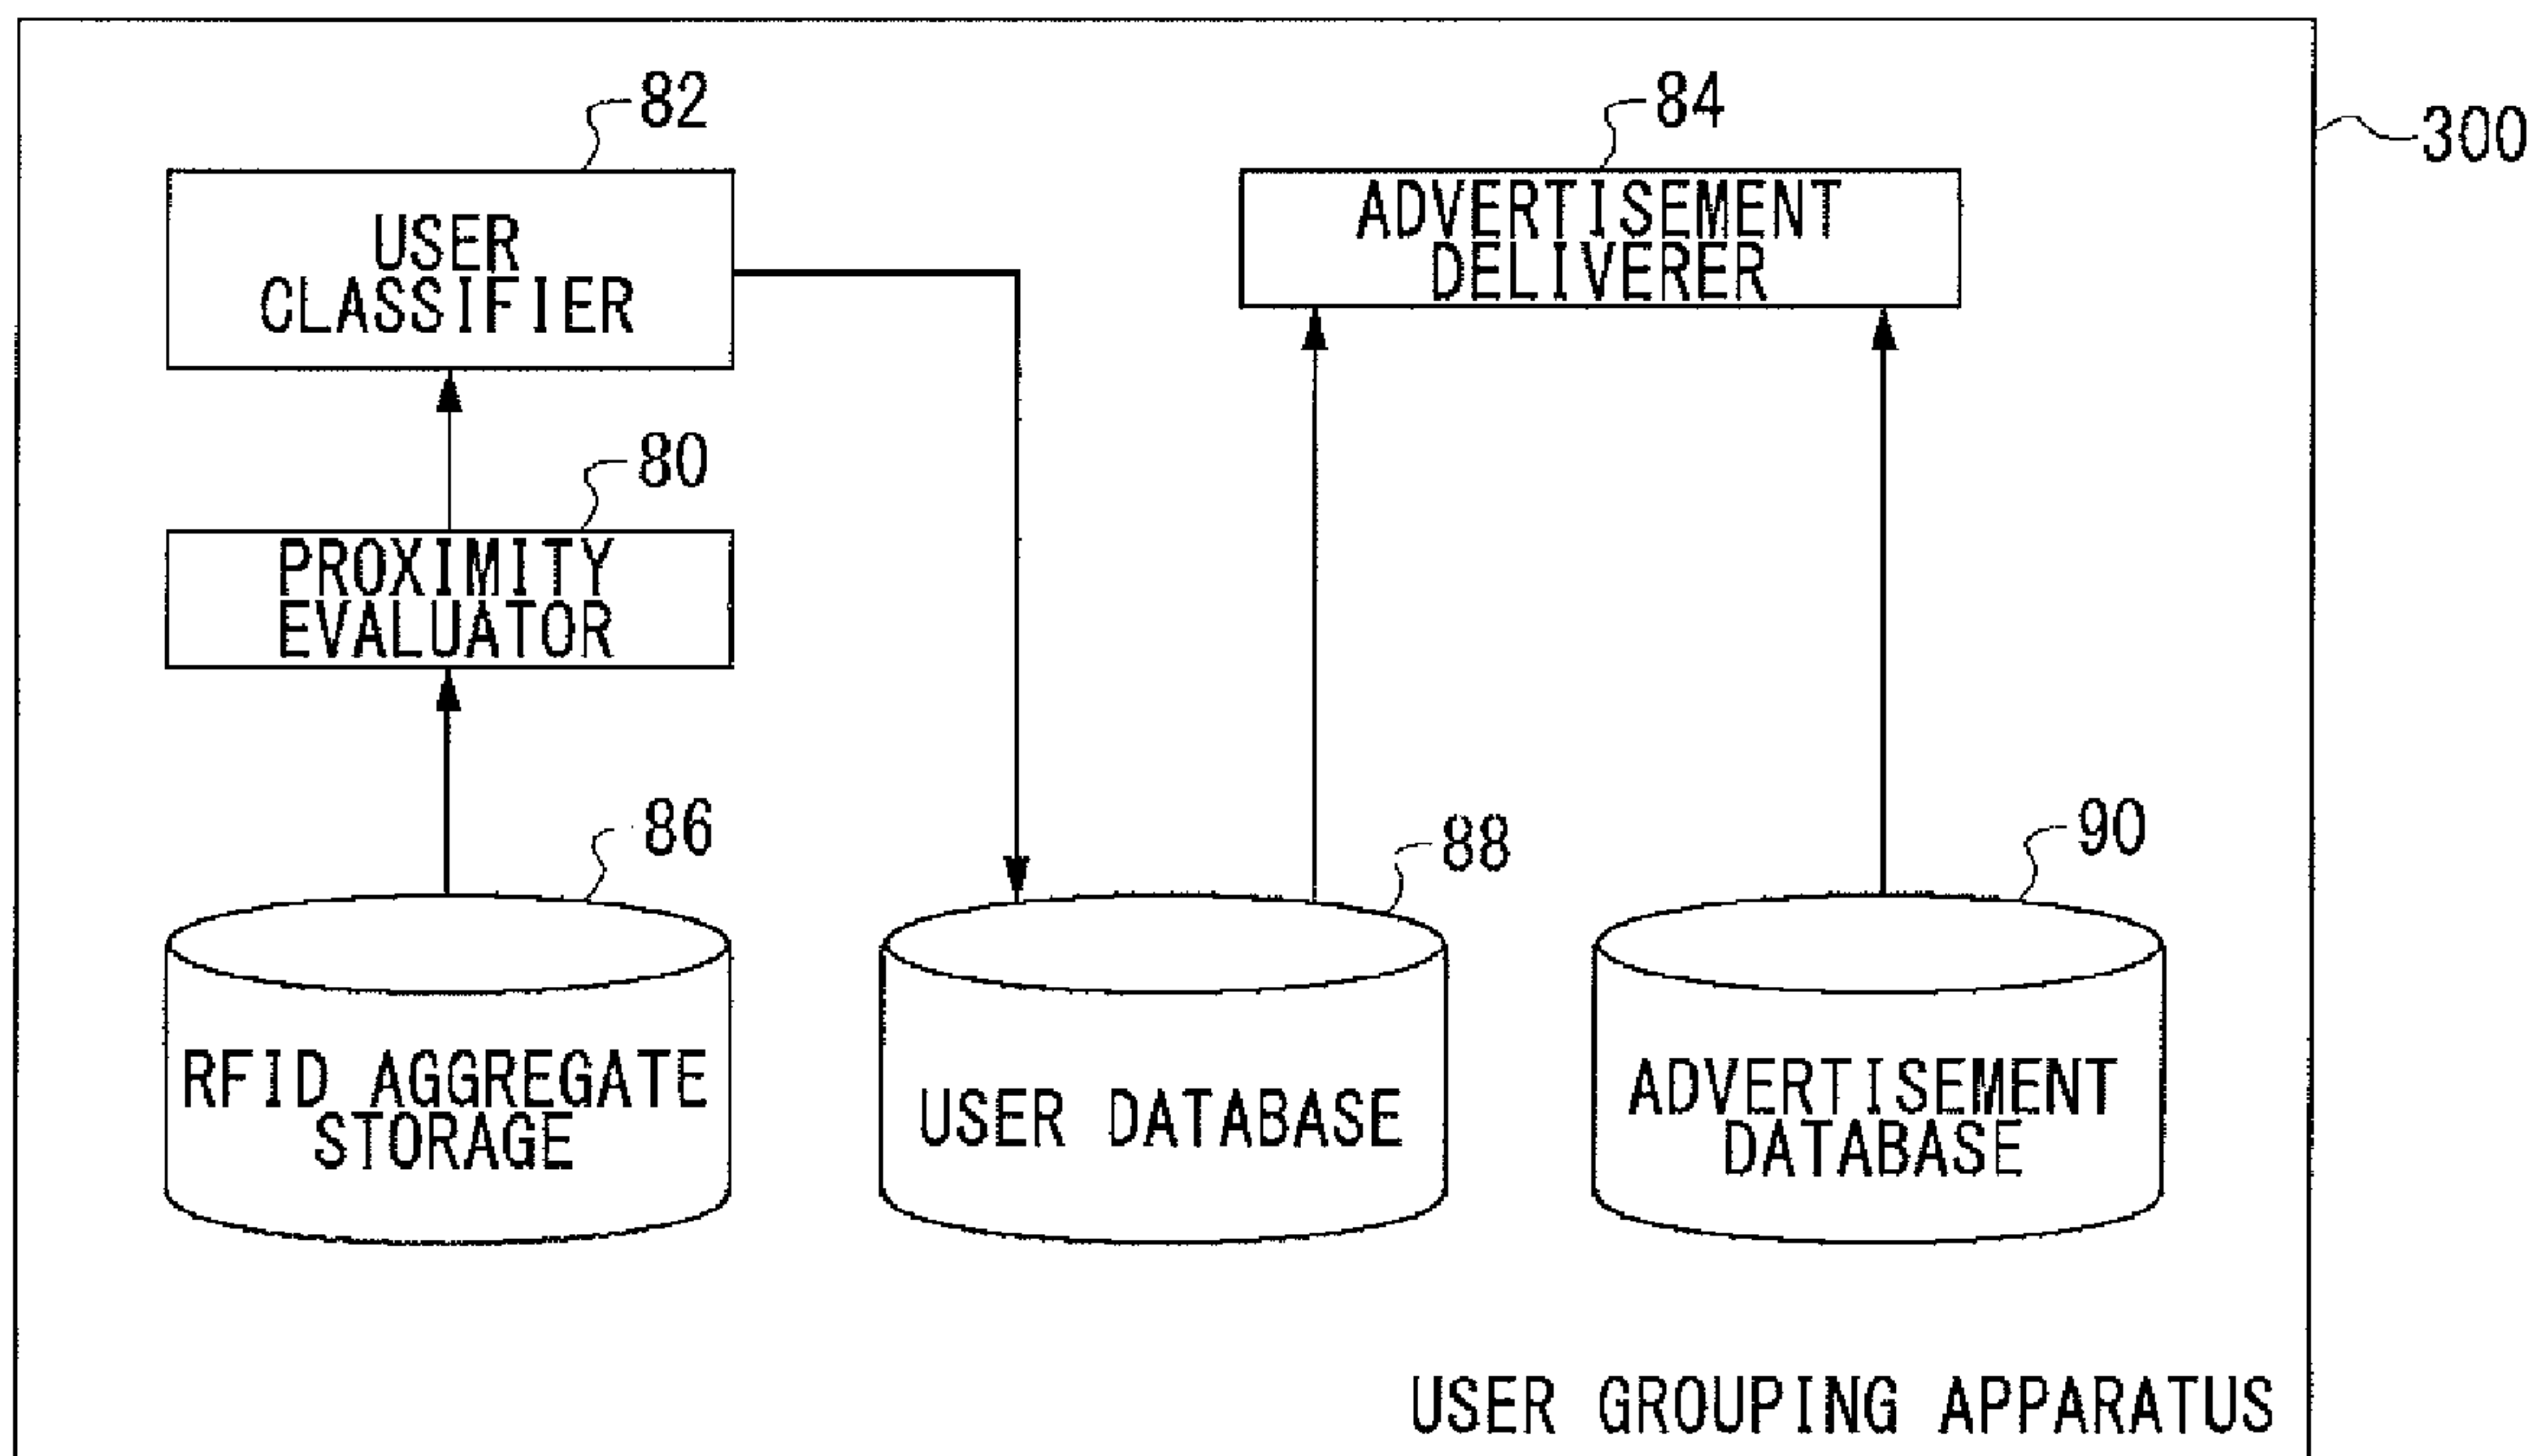 82
84
300
USER
CLASSIFIER
ADVERTISEMENT
DELIVERER
80
PROXIMITY
EVALUATOR
86
88
90
RFID AGGREGATE
STORAGE
USER DATABASE
ADVERTISEMENT
DATABASE
USER GROUPING APPARATUS